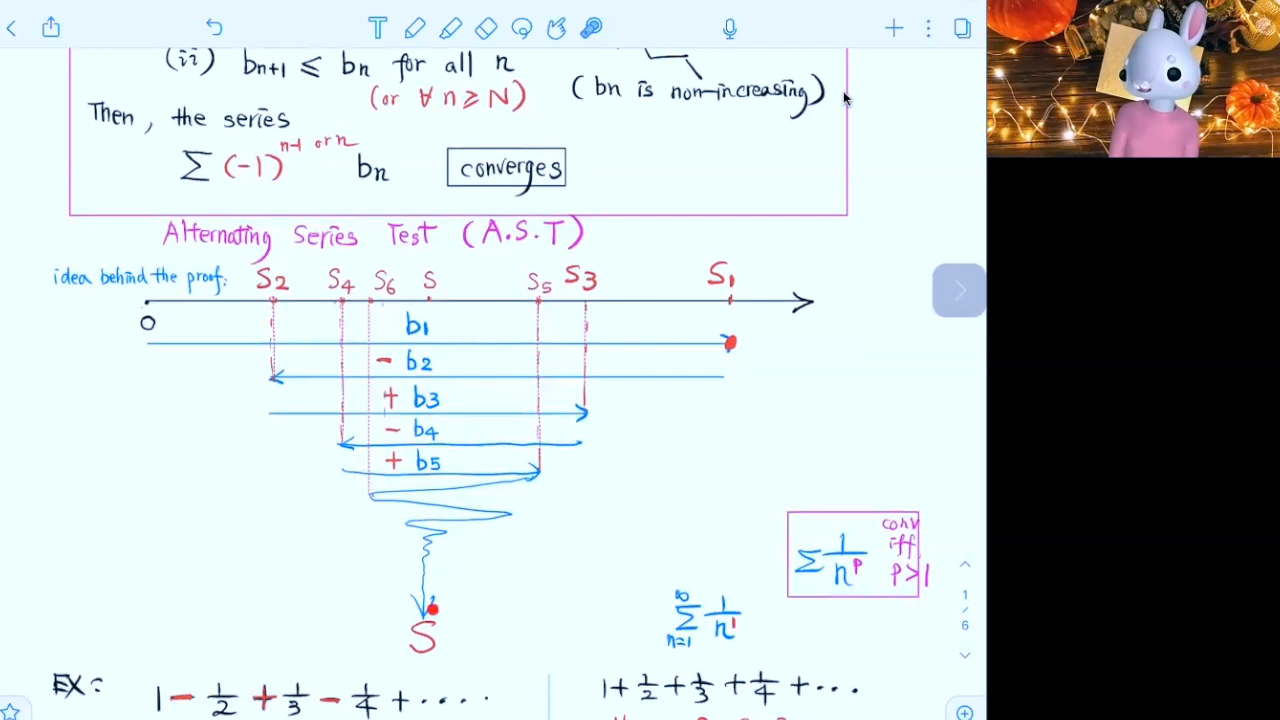 (ii) bn+1 ≤ bn for all n
(or ∀ n ≥ N)
(bn is non-increasing)
Then, the series
∑ (-1)^n-1 or n bn converges
Alternating Series Test (A.S.T)
idea behind the proof:
S2 S4 S6 S S5 S3 S1
0
b1
- b2
+ b3
- b4
+ b5
S
∑ 1/n^p conv iff p>1
∞∑n=1 1/n^1
EX: 1 - 1/2 + 1/3 - 1/4 + ....
1 + 1/2 + 1/3 + 1/4 + ...
1
/
6